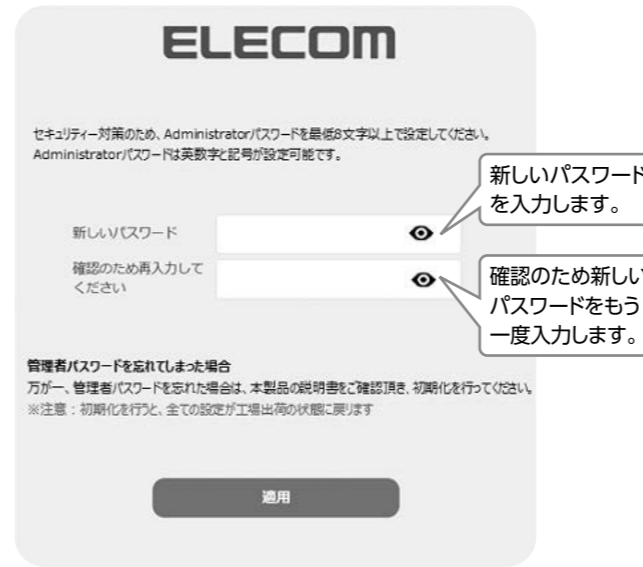 ELECOM
セキュリティー対策のため、Administratorパスワードを最低8文字以上で設定してください。
Administratorパスワードは英数字と記号が設定可能です。
新しいパスワード
を入力します。
新しいパスワード
確認のため再入力して
ください
確認のため新しい
パスワードをもう
一度入力します。
管理者パスワードを忘れてしまった場合
万が一、管理者パスワードを忘れた場合は、本製品の説明書をご確認頂き、初期化を行ってください。
※注意：初期化を行うと、全ての設定が工場出荷の状態に戻ります
適用